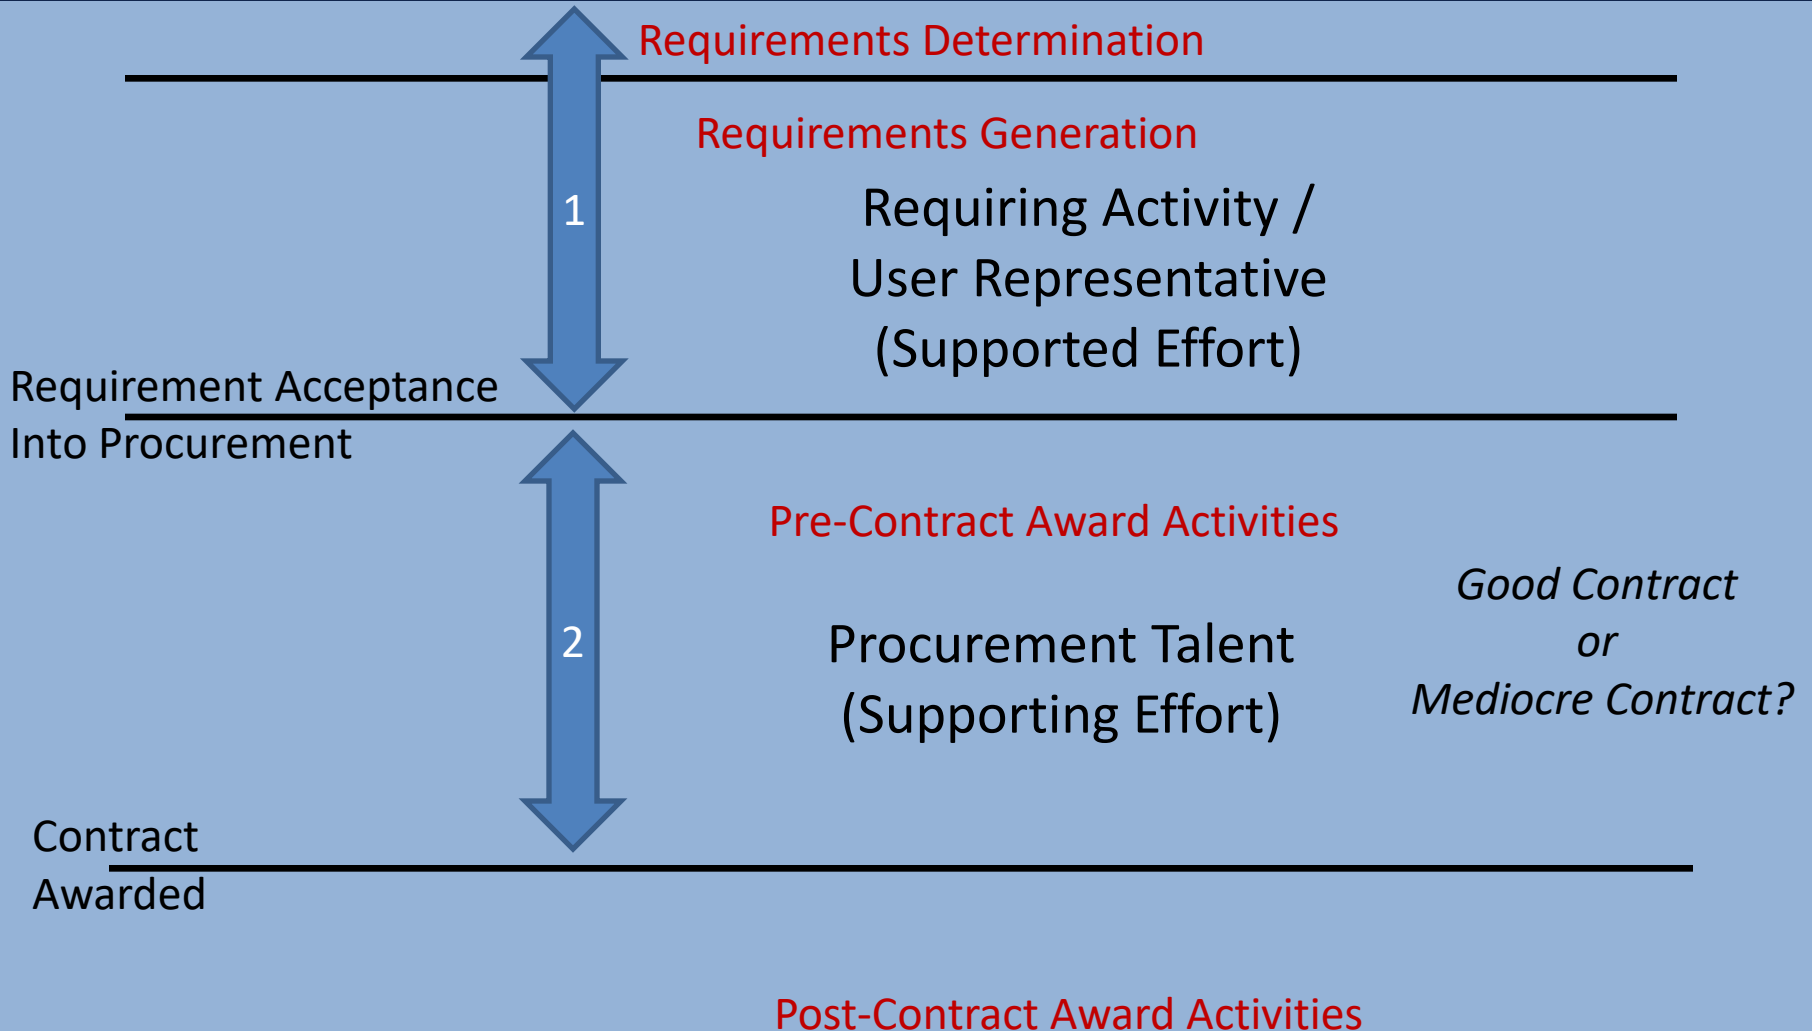 Requirements Determination
Requirements Generation
1
Requiring Activity /
User Representative
(Supported Effort)
Requirement Acceptance
Into Procurement
Pre-Contract Award Activities
Good Contract
or
Mediocre Contract?
2
Procurement Talent
(Supporting Effort)
Contract
Awarded
Post-Contract Award Activities